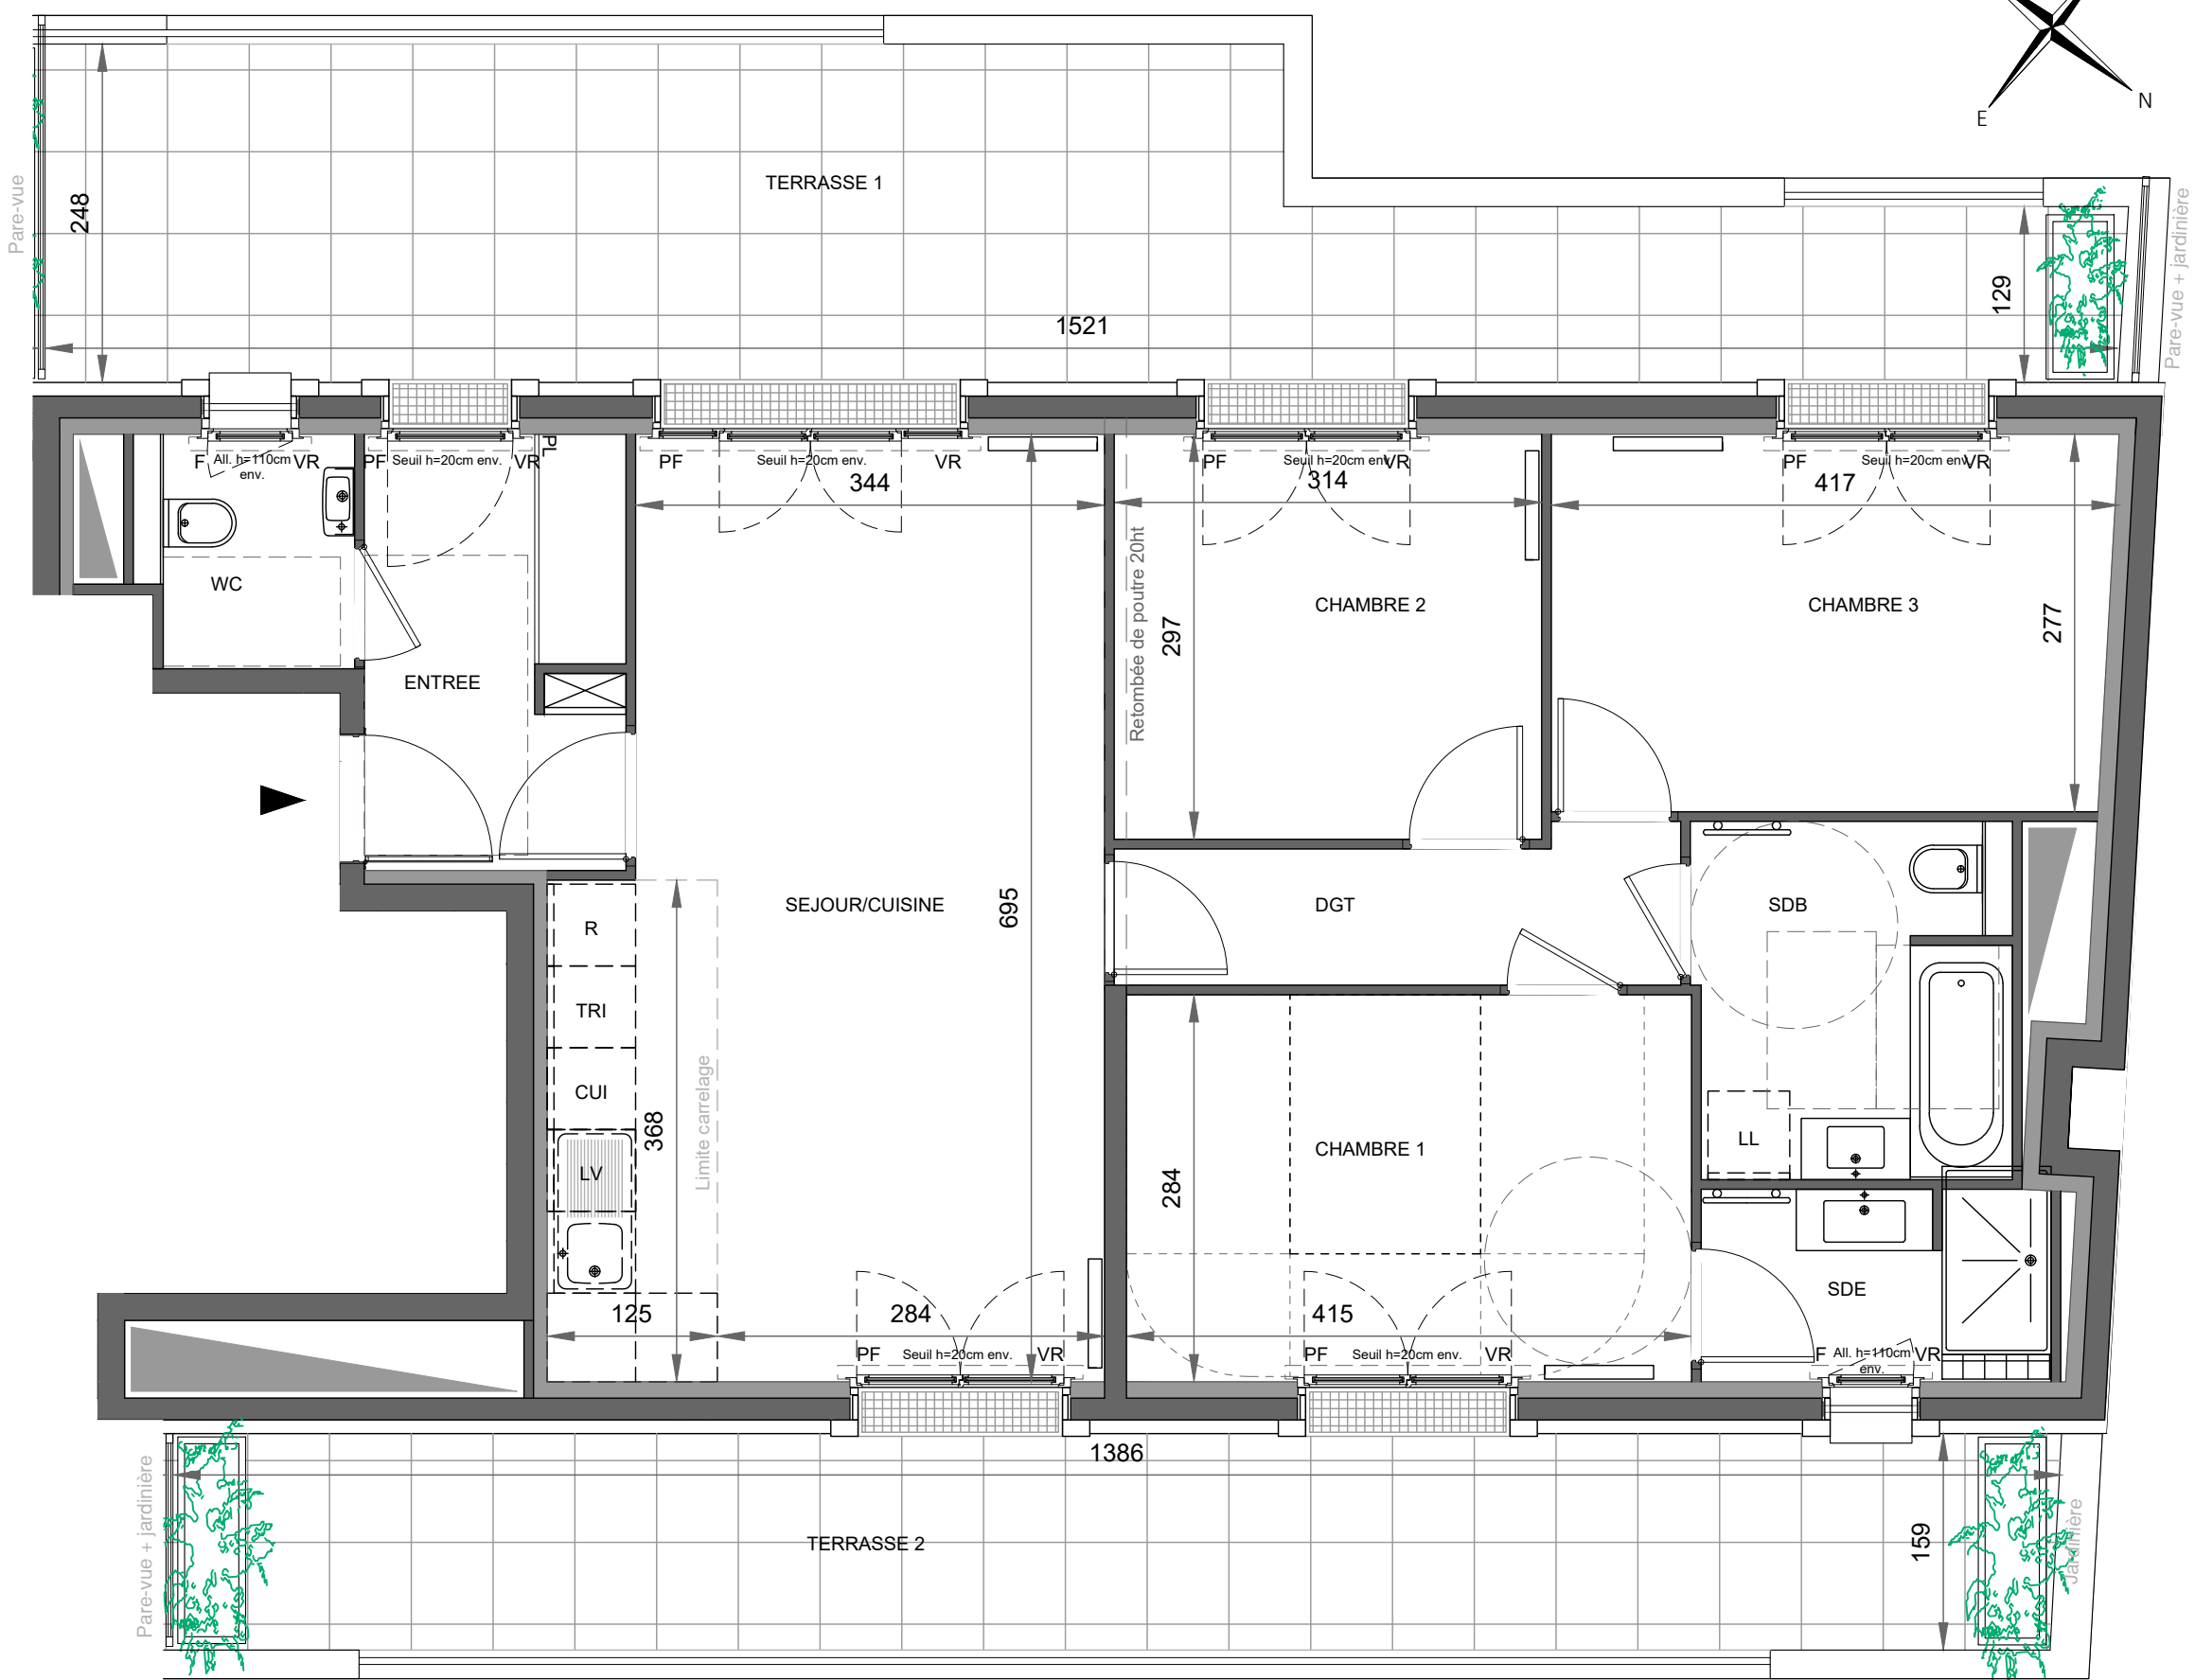 N
E
Pare-vue
248
TERRASSE 1
1521
129
Pare-vue + jardinière
F
All. h=110cm
env.
VR
PF
Seuil h=20cm env.
VR
PL
PF
Seuil h=20cm env.
VR
344
PF
Seuil h=20cm env.
VR
314
PF
Seuil h=20cm env.
VR
417
WC
ENTREE
Retombée de poutre 20ht
297
CHAMBRE 2
CHAMBRE 3
277
SEJOUR/CUISINE
695
DGT
SDB
R
TRI
CUI
LV
368
Limite carrelage
CHAMBRE 1
284
LL
SDE
125
284
415
PF
Seuil h=20cm env.
VR
PF
Seuil h=20cm env.
VR
F
All. h=110cm
env.
VR
1386
Pare-vue + jardinière
TERRASSE 2
159
Jardinière